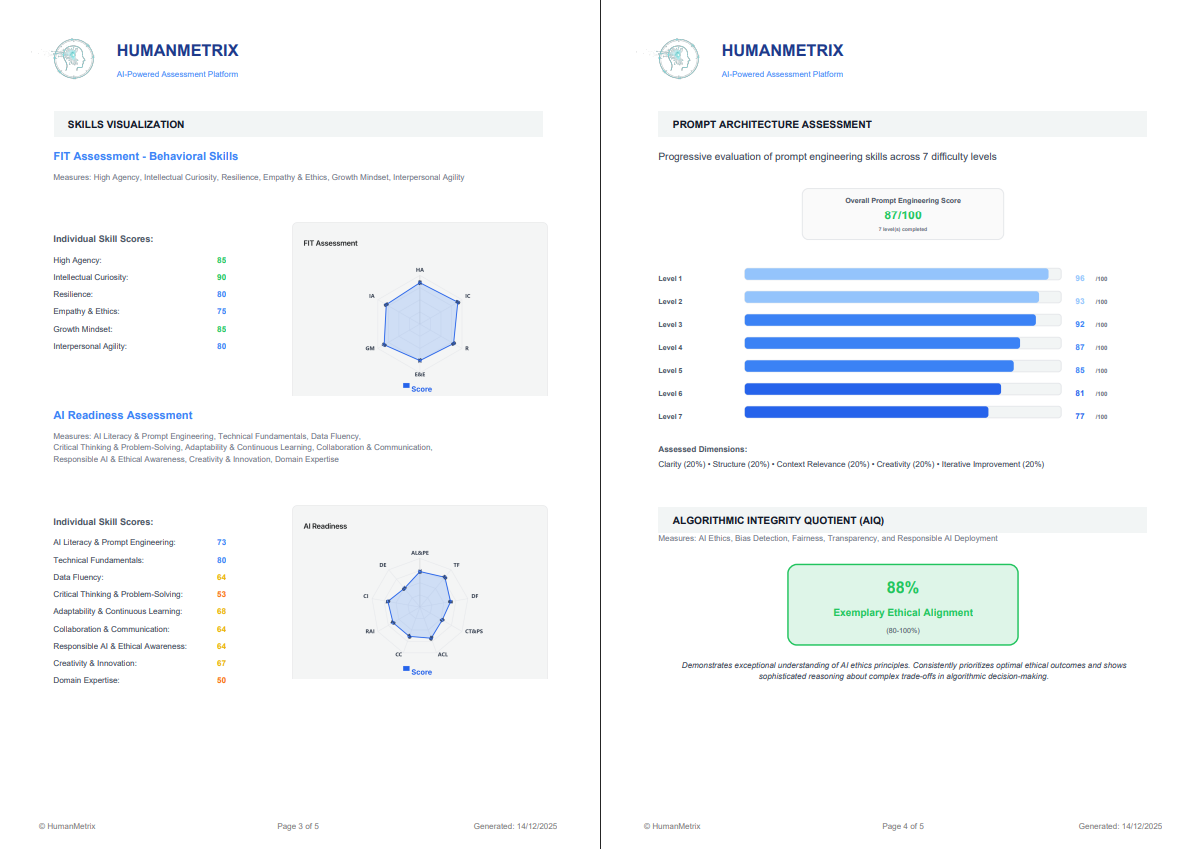 HUMANMETRIX
AI-Powered Assessment Platform
SKILLS VISUALIZATION
FIT Assessment - Behavioral Skills
Measures: High Agency, Intellectual Curiosity, Resilience, Empathy & Ethics, Growth Mindset, Interpersonal Agility
Individual Skill Scores:
High Agency: 85
Intellectual Curiosity: 90
Resilience: 80
Empathy & Ethics: 75
Growth Mindset: 85
Interpersonal Agility: 80
FIT Assessment
HA
IA
IC
GM
R
E&E
Score
AI Readiness Assessment
Measures: AI Literacy & Prompt Engineering, Technical Fundamentals, Data Fluency,
Critical Thinking & Problem-Solving, Adaptability & Continuous Learning, Collaboration & Communication,
Responsible AI & Ethical Awareness, Creativity & Innovation, Domain Expertise
Individual Skill Scores:
AI Literacy & Prompt Engineering: 73
Technical Fundamentals: 80
Data Fluency: 64
Critical Thinking & Problem-Solving: 53
Adaptability & Continuous Learning: 68
Collaboration & Communication: 64
Responsible AI & Ethical Awareness: 64
Creativity & Innovation: 67
Domain Expertise: 50
AI Readiness
AL&PE
DE
TF
CI
DF
RAI
CT&PS
CC
ACL
Score
© HumanMetrix
Page 3 of 5
Generated: 14/12/2025
HUMANMETRIX
AI-Powered Assessment Platform
PROMPT ARCHITECTURE ASSESSMENT
Progressive evaluation of prompt engineering skills across 7 difficulty levels
Overall Prompt Engineering Score
87/100
7 level(s) completed
Level 1 96 /100
Level 2 93 /100
Level 3 92 /100
Level 4 87 /100
Level 5 85 /100
Level 6 81 /100
Level 7 77 /100
Assessed Dimensions:
Clarity (20%) • Structure (20%) • Context Relevance (20%) • Creativity (20%) • Iterative Improvement (20%)
ALGORITHMIC INTEGRITY QUOTIENT (AIQ)
Measures: AI Ethics, Bias Detection, Fairness, Transparency, and Responsible AI Deployment
88%
Exemplary Ethical Alignment
(80-100%)
Demonstrates exceptional understanding of AI ethics principles. Consistently prioritizes optimal ethical outcomes and shows
sophisticated reasoning about complex trade-offs in algorithmic decision-making.
© HumanMetrix
Page 4 of 5
Generated: 14/12/2025